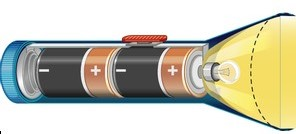 − + − +